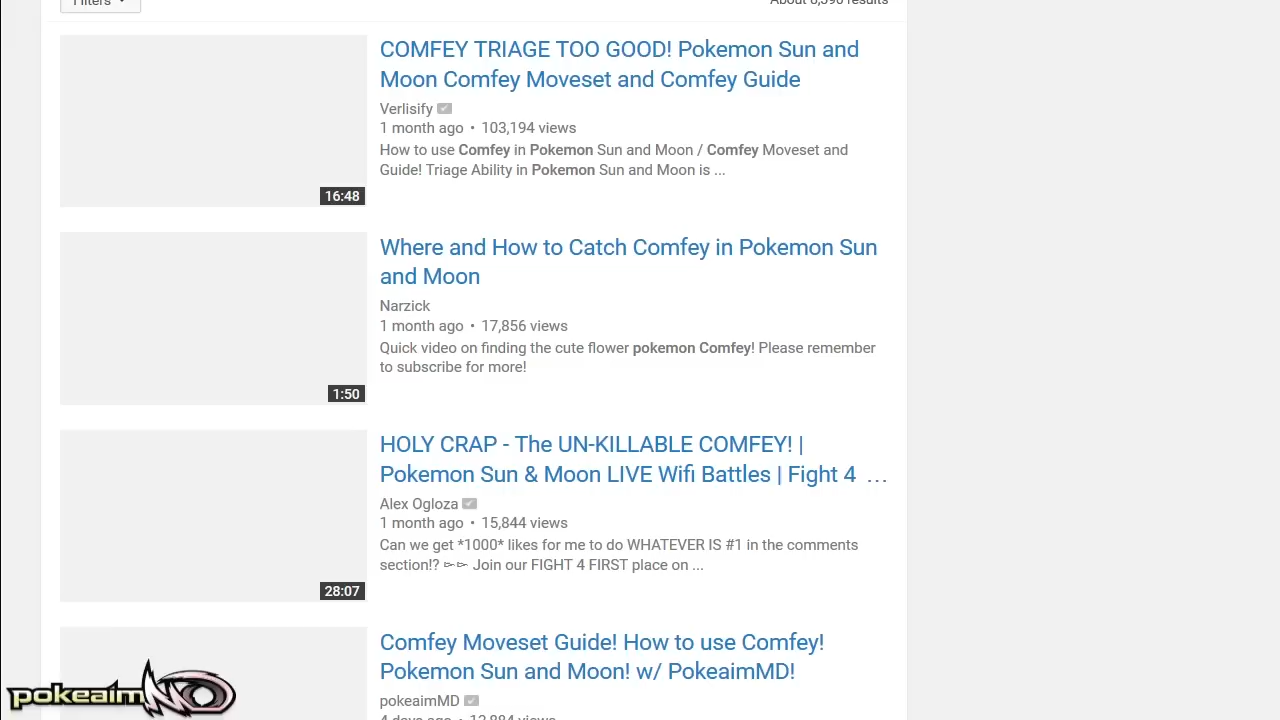 Filters
About 8,590 results
COMFEY TRIAGE TOO GOOD! Pokemon Sun and
Moon Comfey Moveset and Comfey Guide
Verlisify
1 month ago • 103,194 views
How to use Comfey in Pokemon Sun and Moon / Comfey Moveset and
Guide! Triage Ability in Pokemon Sun and Moon is ...
16:48
Where and How to Catch Comfey in Pokemon Sun
and Moon
Narzick
1 month ago • 17,856 views
Quick video on finding the cute flower pokemon Comfey! Please remember
to subscribe for more!
1:50
HOLY CRAP - The UN-KILLABLE COMFEY! |
Pokemon Sun & Moon LIVE Wifi Battles | Fight 4 ...
Alex Ogloza
1 month ago • 15,844 views
Can we get *1000* likes for me to do WHATEVER IS #1 in the comments
section!? ➛➛ Join our FIGHT 4 FIRST place on ...
28:07
Comfey Moveset Guide! How to use Comfey!
Pokemon Sun and Moon! w/ PokeaimMD!
pokeaimMD
4 days ago • 13,884 views
pokeaimMD